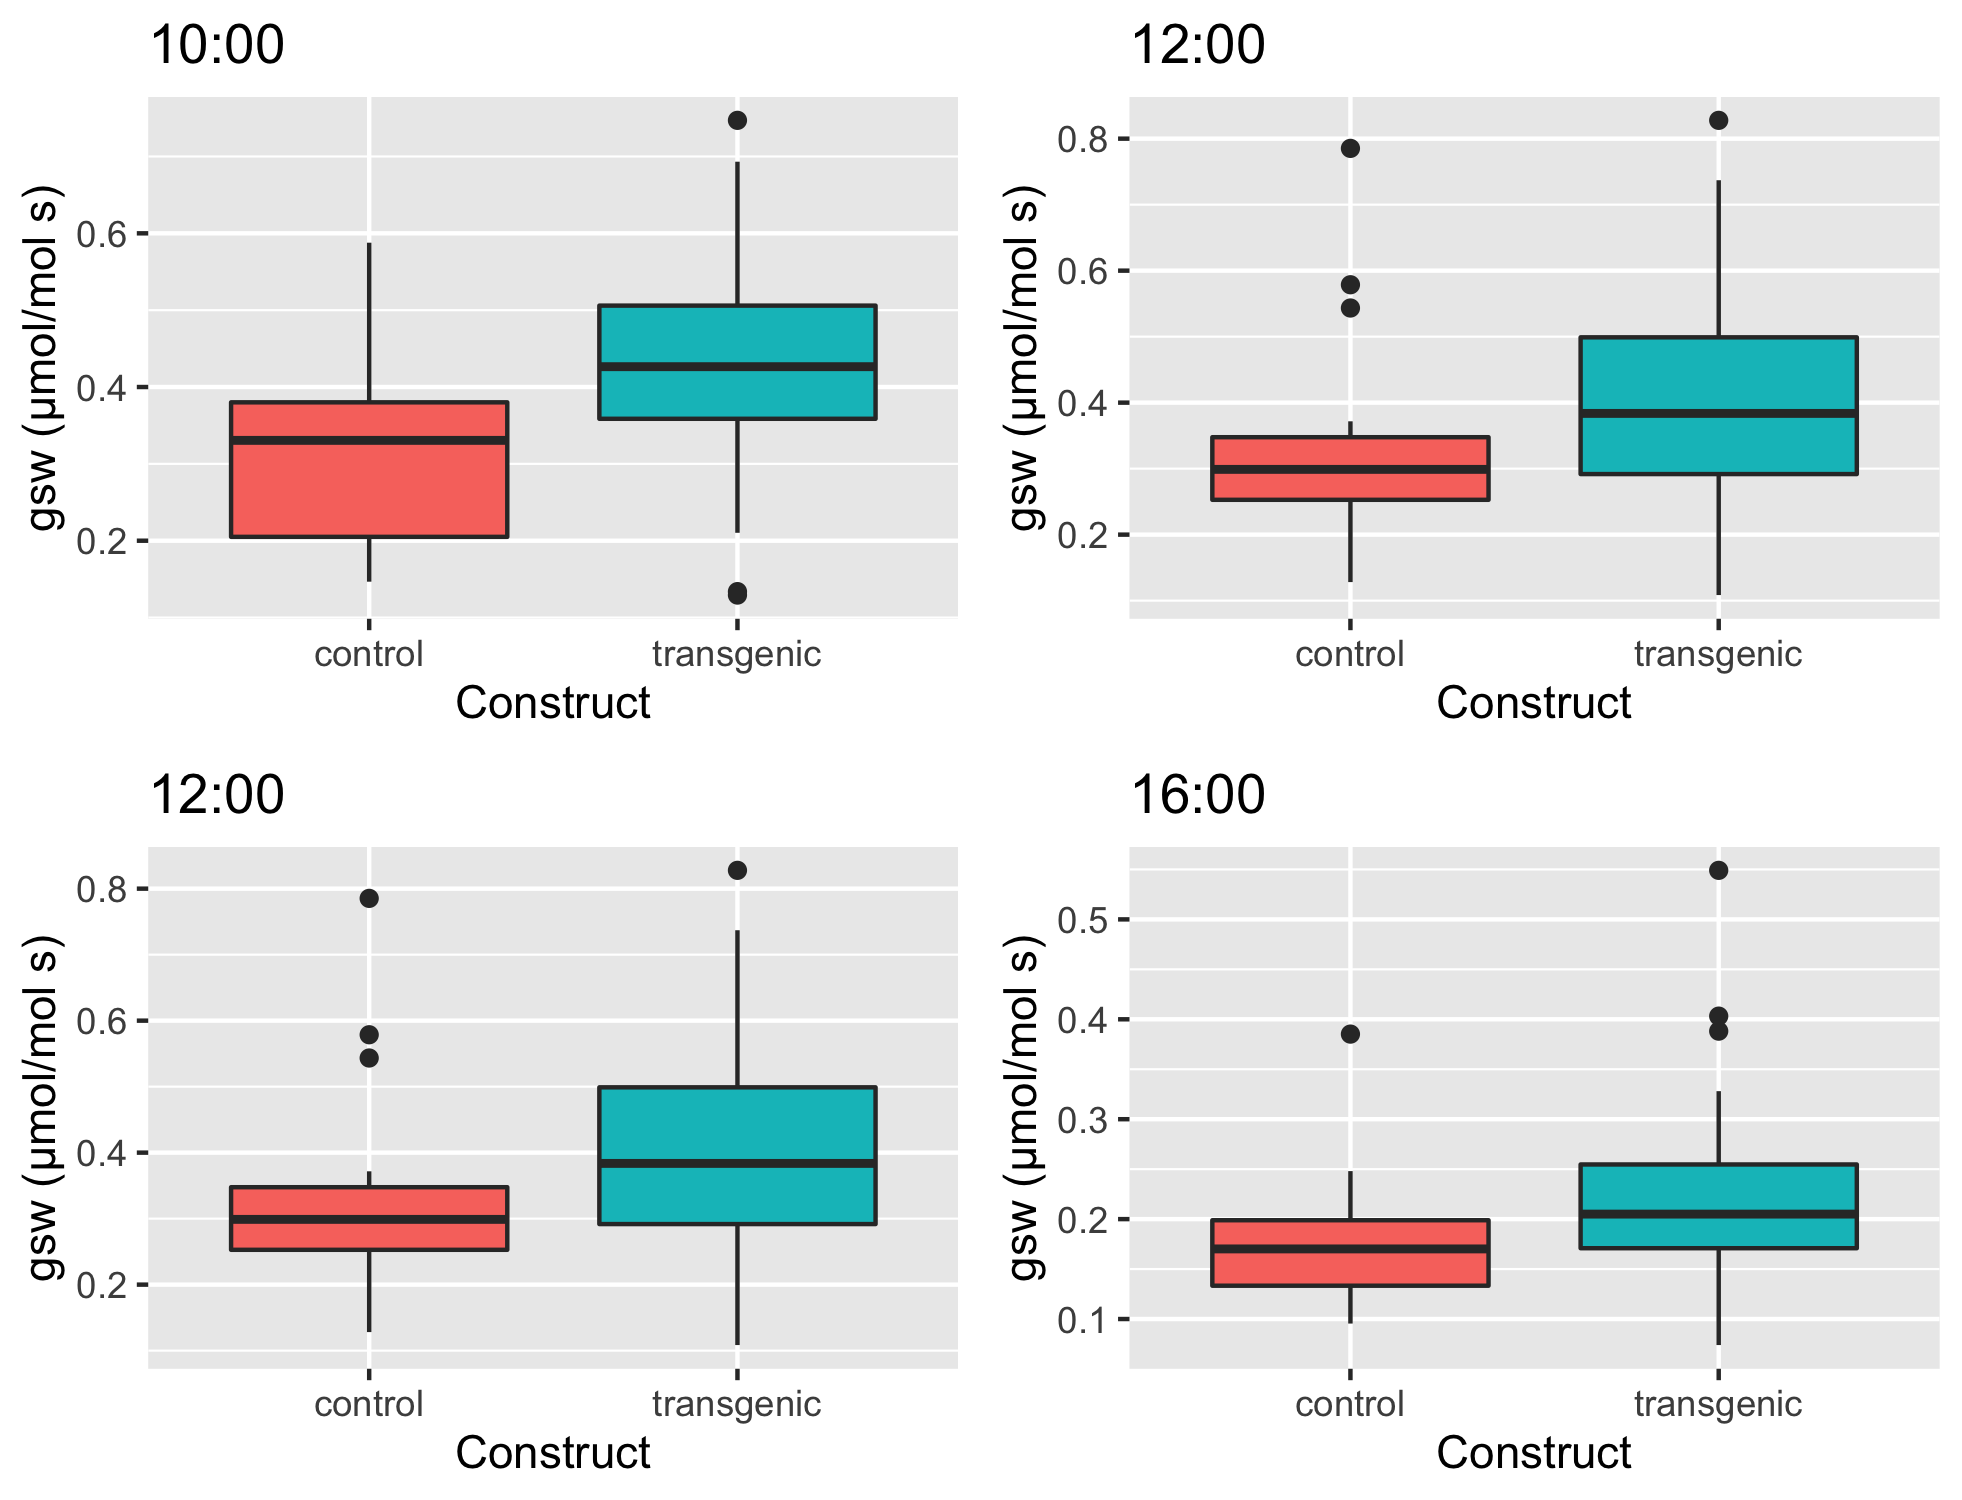 10:00
gsw (µmol/mol s)
0.6
0.4
0.2
control transgenic
Construct
12:00
gsw (µmol/mol s)
0.8
0.6
0.4
0.2
control transgenic
Construct
12:00
gsw (µmol/mol s)
0.8
0.6
0.4
0.2
control transgenic
Construct
16:00
gsw (µmol/mol s)
0.5
0.4
0.3
0.2
0.1
control transgenic
Construct